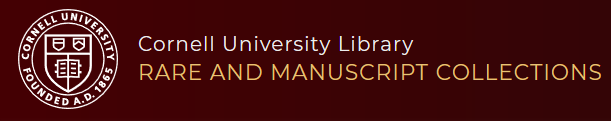 CORNELL UNIVERSITY
FOUNDED A.D. 1865
Cornell University Library
RARE AND MANUSCRIPT COLLECTIONS